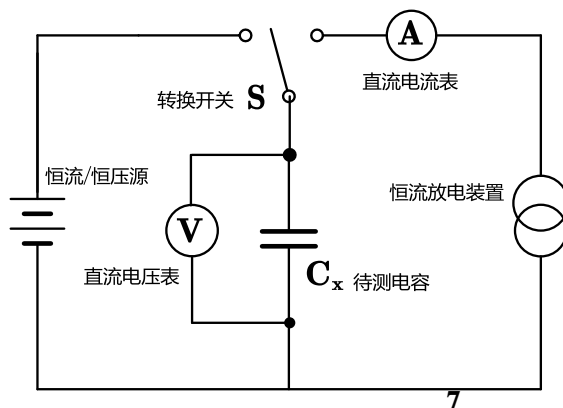 A
直流电流表
转换开关 S
恒流/恒压源
恒流放电装置
V
直流电压表
Cx 待测电容
7